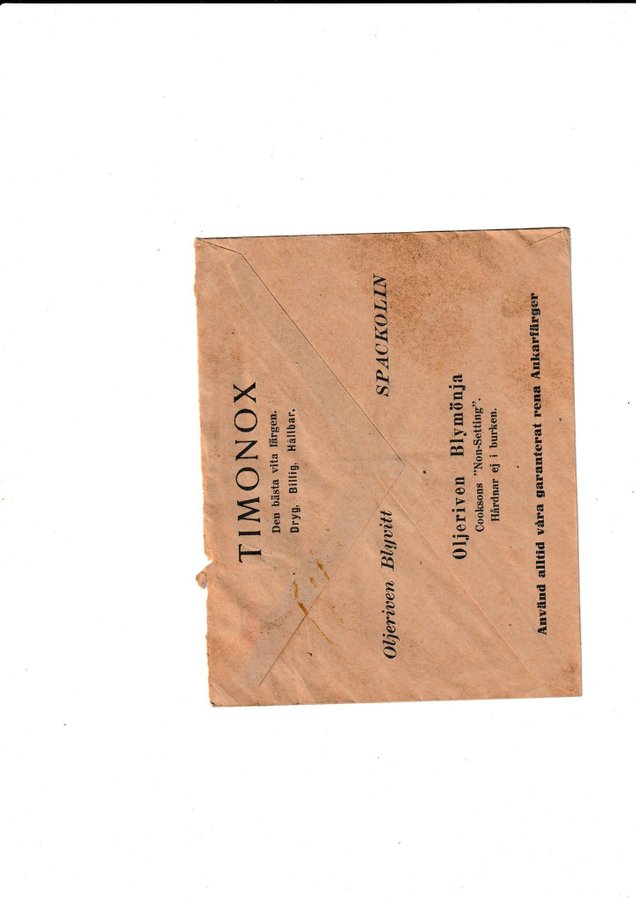 TIMONOX
Den bästa vita färgen.
Dryg. Billig. Hållbar.
Oljeriven Blyvitt SPACKOLIN
Oljeriven Blymönja
Cooksons "Non-Setting".
Hårdnar ej i burken.
Använd alltid våra garanterat rena Ankarfärger